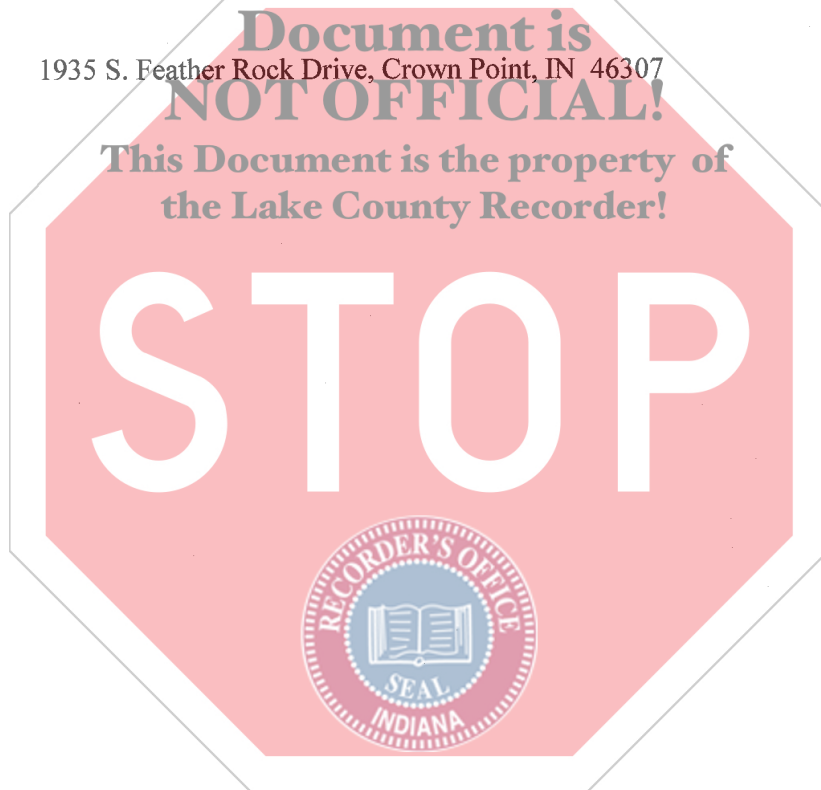 Document is
1935 S. Feather Rock Drive, Crown Point, IN 46307
NOT OFFICIAL!
This Document is the property of
the Lake County Recorder!
STOP
RECORDER'S OFFICE
SEAL
INDIANA